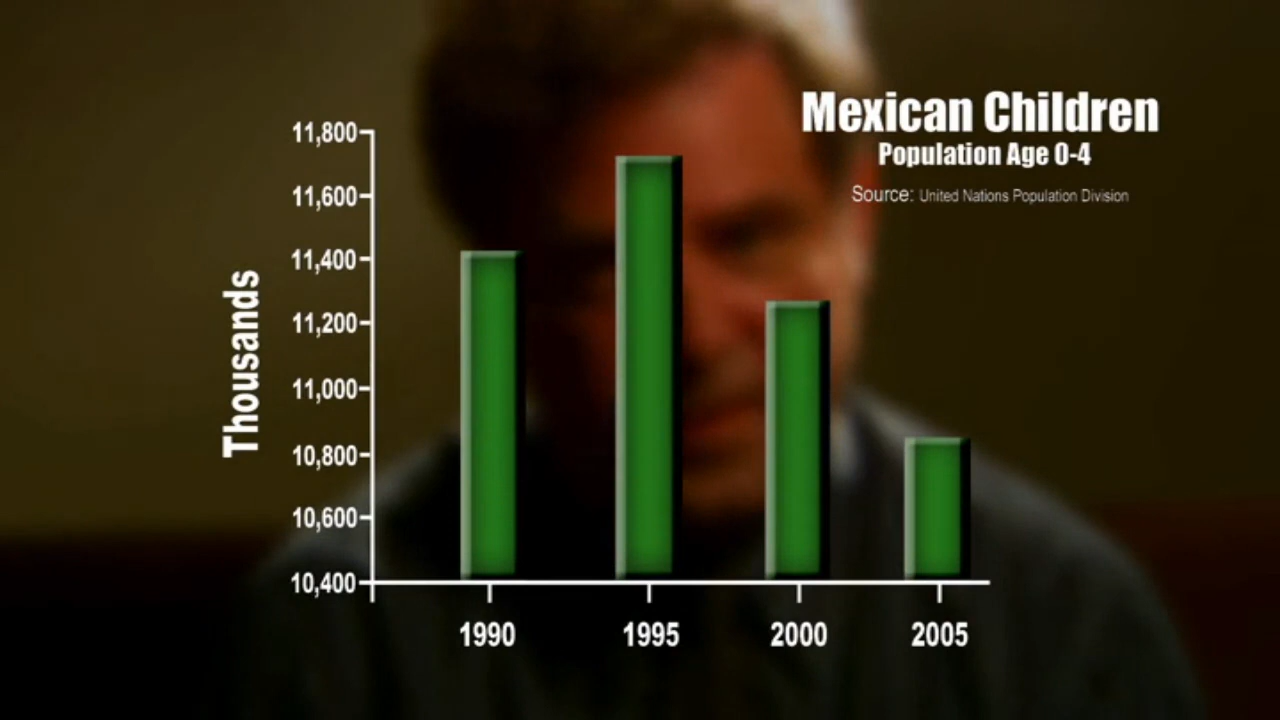 Mexican Children
Population Age 0-4
Source: United Nations Population Division
Thousands
11,800
11,600
11,400
11,200
11,000
10,800
10,600
10,400
1990 1995 2000 2005